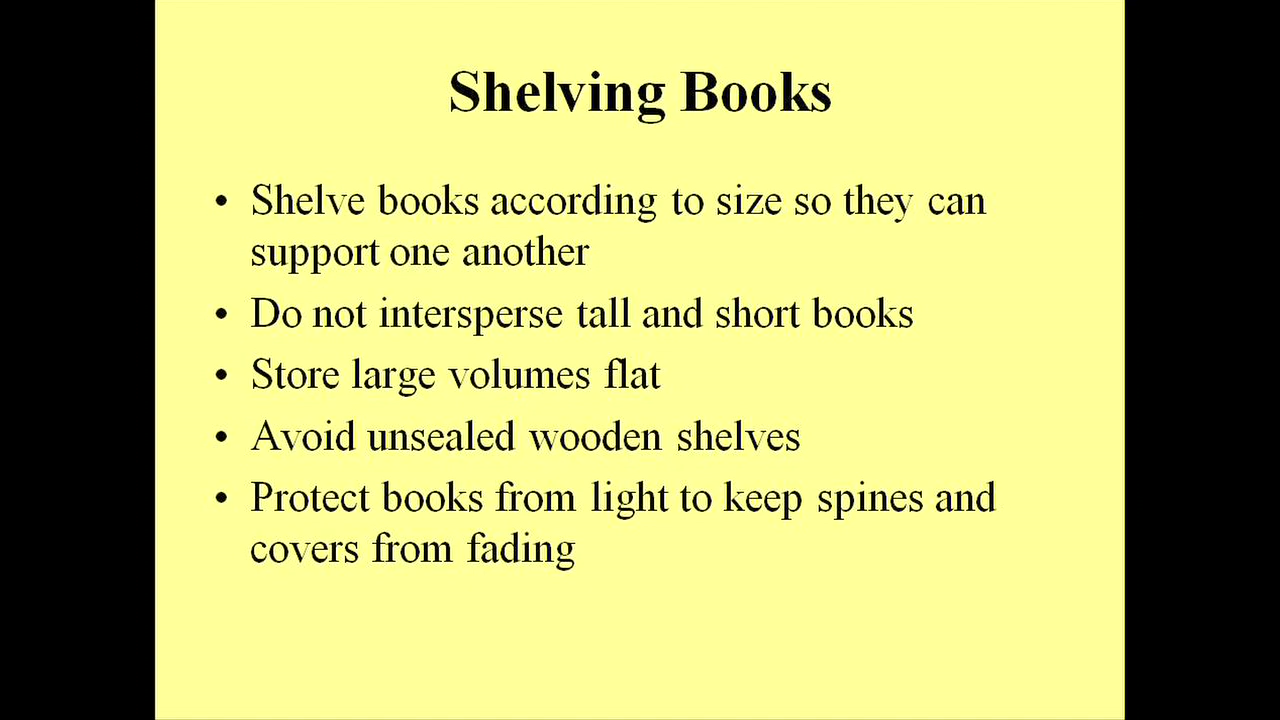 Shelving Books
• Shelve books according to size so they can
support one another
• Do not intersperse tall and short books
• Store large volumes flat
• Avoid unsealed wooden shelves
• Protect books from light to keep spines and
covers from fading